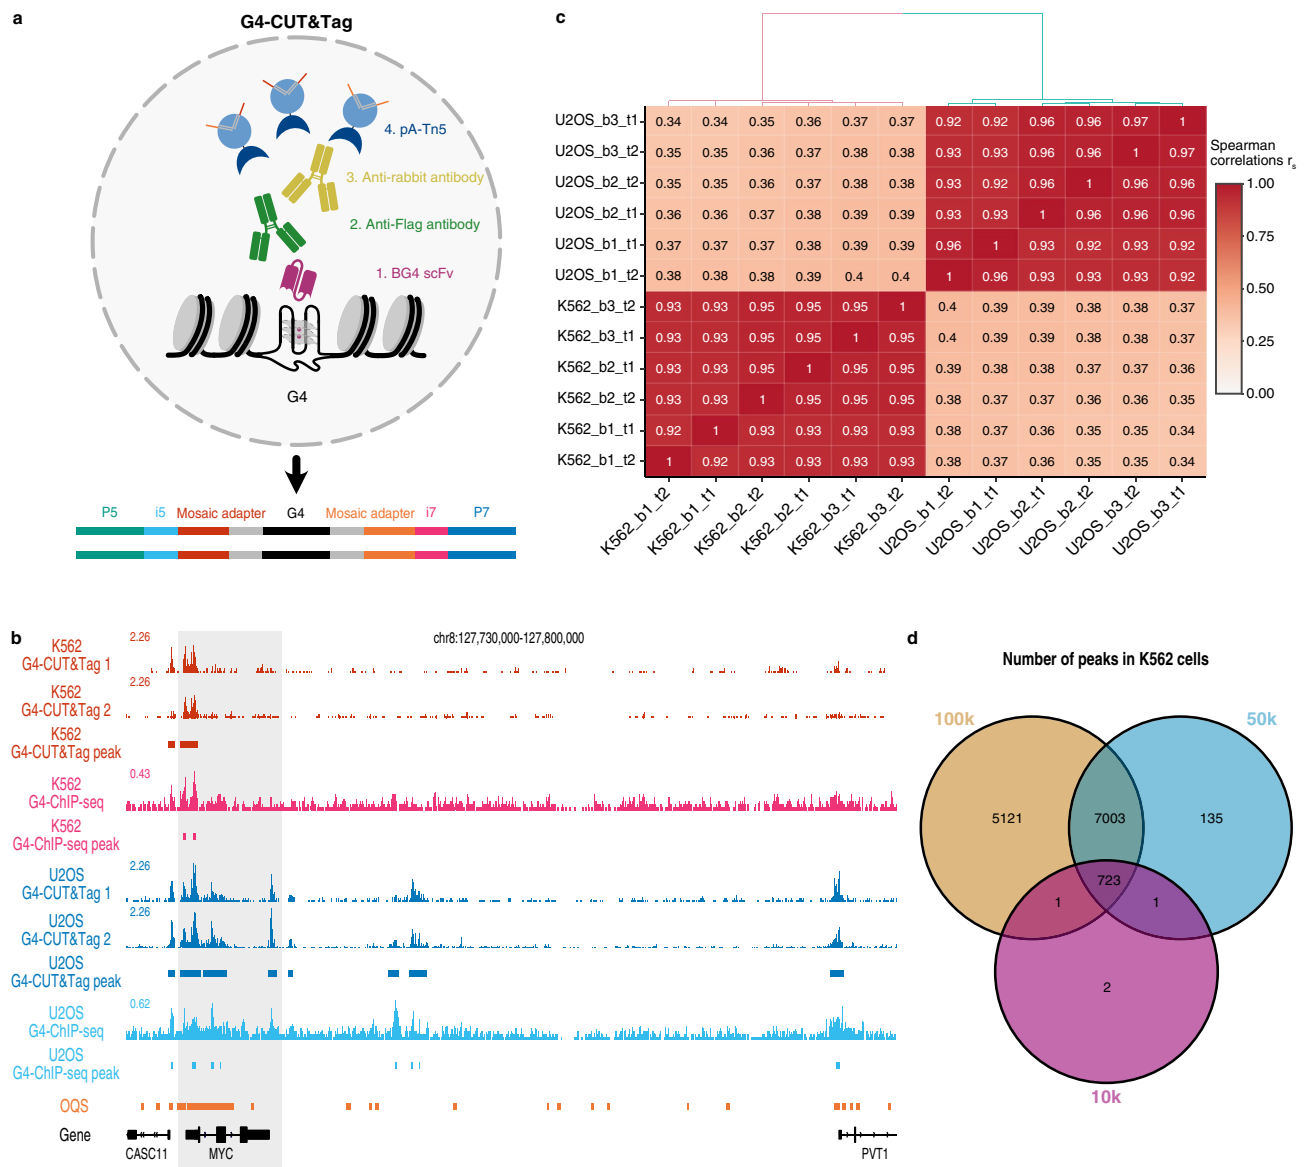 a
G4-CUT&Tag
4. pA-Tn5
3. Anti-rabbit antibody
2. Anti-Flag antibody
1. BG4 scFv
G4
P5 i5 Mosaic adapter G4 Mosaic adapter i7 P7
c
U2OS_b3_t1 0.34 0.34 0.35 0.36 0.37 0.37 0.92 0.92 0.96 0.96 0.97 1
U2OS_b3_t2 0.35 0.35 0.36 0.37 0.38 0.38 0.93 0.93 0.96 0.96 1 0.97
U2OS_b2_t2 0.35 0.35 0.36 0.37 0.38 0.38 0.93 0.92 0.96 1 0.96 0.96
U2OS_b2_t1 0.36 0.36 0.37 0.38 0.39 0.39 0.93 0.93 1 0.96 0.96 0.96
U2OS_b1_t1 0.37 0.37 0.37 0.38 0.39 0.39 0.96 1 0.93 0.92 0.93 0.92
U2OS_b1_t2 0.38 0.38 0.38 0.39 0.4 0.4 1 0.96 0.93 0.93 0.93 0.92
K562_b3_t2 0.93 0.93 0.95 0.95 0.95 1 0.4 0.39 0.39 0.38 0.38 0.37
K562_b3_t1 0.93 0.93 0.95 0.95 1 0.95 0.4 0.39 0.39 0.38 0.38 0.37
K562_b2_t1 0.93 0.93 0.95 1 0.95 0.95 0.39 0.38 0.38 0.37 0.37 0.36
K562_b2_t2 0.93 0.93 1 0.95 0.95 0.95 0.38 0.37 0.37 0.36 0.36 0.35
K562_b1_t1 0.92 1 0.93 0.93 0.93 0.93 0.38 0.37 0.36 0.35 0.35 0.34
K562_b1_t2 1 0.92 0.93 0.93 0.93 0.93 0.38 0.37 0.36 0.35 0.35 0.34
K562_b1_t2 K562_b1_t1 K562_b2_t2 K562_b2_t1 K562_b3_t1 K562_b3_t2 U2OS_b1_t2 U2OS_b1_t1 U2OS_b2_t1 U2OS_b2_t2 U2OS_b3_t2 U2OS_b3_t1
Spearman
correlations rs
1.00
0.75
0.50
0.25
0.00
b
chr8:127,730,000-127,800,000
K562 2.26
G4-CUT&Tag 1
K562 2.26
G4-CUT&Tag 2
K562
G4-CUT&Tag peak
K562 0.43
G4-ChIP-seq
K562
G4-ChIP-seq peak
U2OS 2.26
G4-CUT&Tag 1
U2OS 2.26
G4-CUT&Tag 2
U2OS
G4-CUT&Tag peak
U2OS 0.62
G4-ChIP-seq
U2OS
G4-ChIP-seq peak
OQS
Gene
CASC11 MYC PVT1
d
Number of peaks in K562 cells
100k 50k
5121 7003 135
723
1 1
2
10k